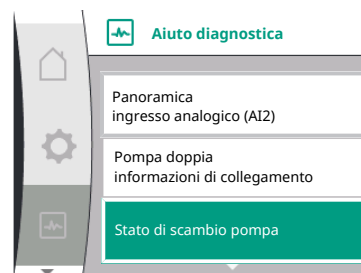 Aiuto diagnostica
Panoramica
ingresso analogico (AI2)
Pompa doppia
informazioni di collegamento
Stato di scambio pompa